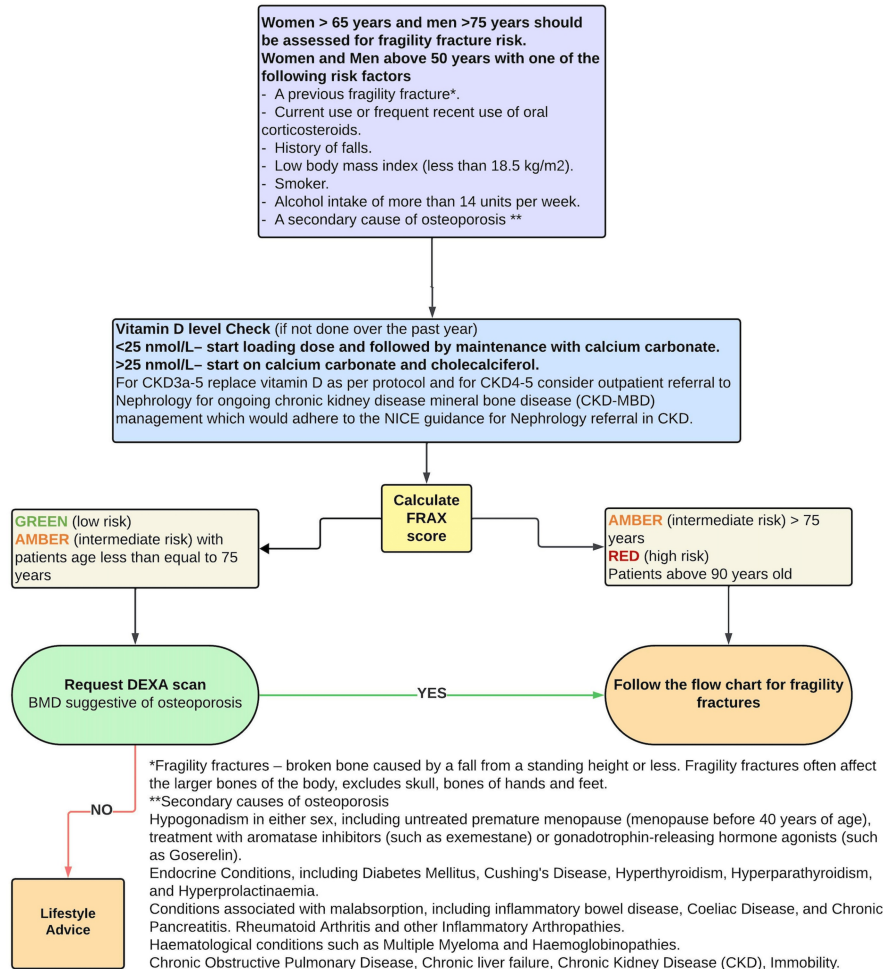 Women > 65 years and men >75 years should
be assessed for fragility fracture risk.
Women and Men above 50 years with one of the
following risk factors
- A previous fragility fracture*.
- Current use or frequent recent use of oral
corticosteroids.
- History of falls.
- Low body mass index (less than 18.5 kg/m2).
- Smoker.
- Alcohol intake of more than 14 units per week.
- A secondary cause of osteoporosis **
Vitamin D level Check (if not done over the past year)
<25 nmol/L– start loading dose and followed by maintenance with calcium carbonate.
>25 nmol/L– start on calcium carbonate and cholecalciferol.
For CKD3a-5 replace vitamin D as per protocol and for CKD4-5 consider outpatient referral to
Nephrology for ongoing chronic kidney disease mineral bone disease (CKD-MBD)
management which would adhere to the NICE guidance for Nephrology referral in CKD.
Calculate
FRAX
score
GREEN (low risk)
AMBER (intermediate risk) with
patients age less than equal to 75
years
AMBER (intermediate risk) > 75
years
RED (high risk)
Patients above 90 years old
Request DEXA scan
BMD suggestive of osteoporosis
YES
Follow the flow chart for fragility
fractures
NO
Lifestyle
Advice
*Fragility fractures – broken bone caused by a fall from a standing height or less. Fragility fractures often affect
the larger bones of the body, excludes skull, bones of hands and feet.
**Secondary causes of osteoporosis
Hypogonadism in either sex, including untreated premature menopause (menopause before 40 years of age),
treatment with aromatase inhibitors (such as exemestane) or gonadotrophin-releasing hormone agonists (such
as Goserelin).
Endocrine Conditions, including Diabetes Mellitus, Cushing's Disease, Hyperthyroidism, Hyperparathyroidism,
and Hyperprolactinaemia.
Conditions associated with malabsorption, including inflammatory bowel disease, Coeliac Disease, and Chronic
Pancreatitis. Rheumatoid Arthritis and other Inflammatory Arthropathies.
Haematological conditions such as Multiple Myeloma and Haemoglobinopathies.
Chronic Obstructive Pulmonary Disease, Chronic liver failure, Chronic Kidney Disease (CKD), Immobility.